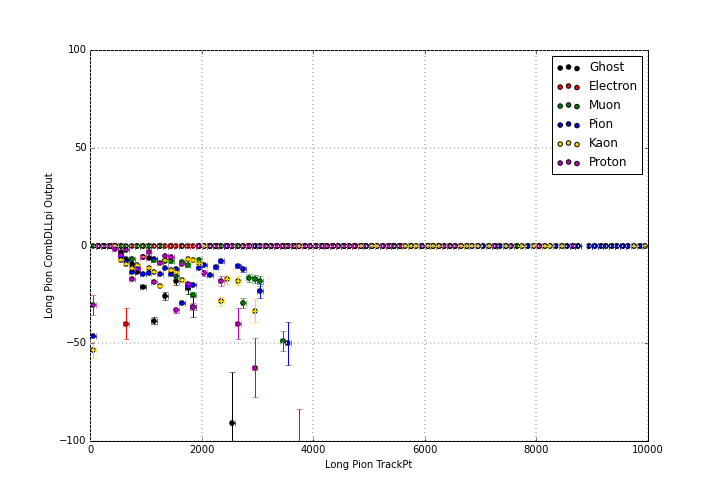 100
50
0
−50
−100
0
2000
4000
6000
8000
10000
Long Pion TrackPt
Long Pion CombDLLpi Output
Ghost
Electron
Muon
Pion
Kaon
Proton